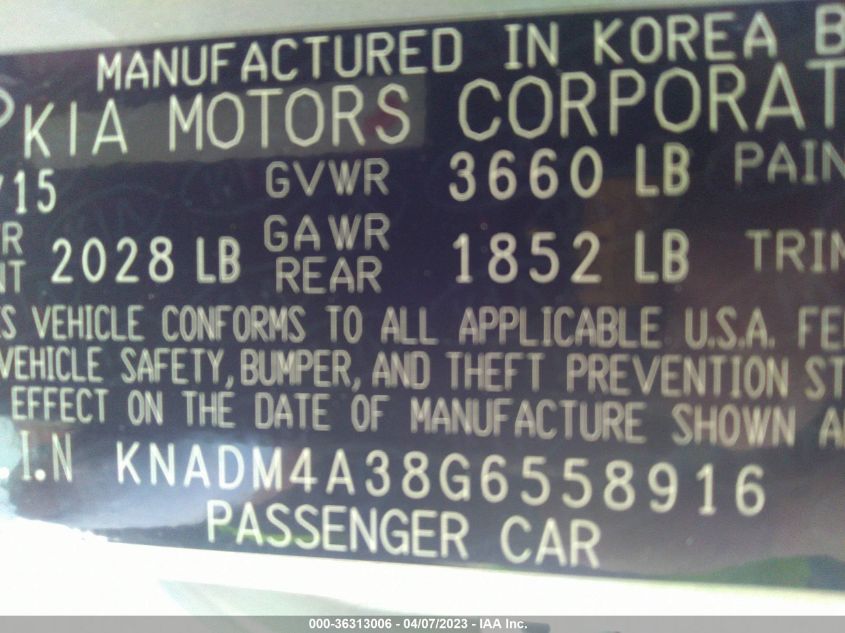 MANUFACTURED IN KOREA B
KIA MOTORS CORPORAT
/15 GVWR 3660 LB PAIN
R GAWR
NT 2028 LB REAR 1852 LB TRIM
S VEHICLE CONFORMS TO ALL APPLICABLE U.S.A. FE
VEHICLE SAFETY, BUMPER, AND THEFT PREVENTION ST
EFFECT ON THE DATE OF MANUFACTURE SHOWN A
.I.N KNADM4A38G6558916
PASSENGER CAR
000-36313006 - 04/07/2023 - IAA Inc.